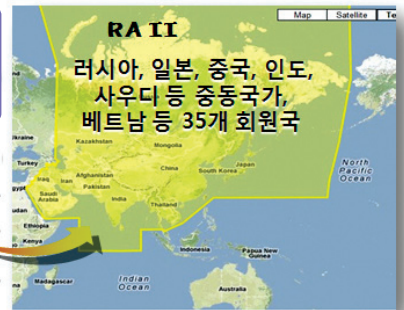 Map Satellite Te
RA II
러시아, 일본, 중국, 인도,
사우디 등 중동국가,
베트남 등 35개 회원국
Ukraine
Kazakhstan
Mongolia
Turkey
Iraq
Iran
Afghanistan
Pakistan
China
South Korea
Japan
North
Pacific
Ocean
Saudi
Arabia
India
Thailand
Ethiopia
Kenya
Indonesia
Papua New
Guinea
Indian
Ocean
Madagascar
Australia